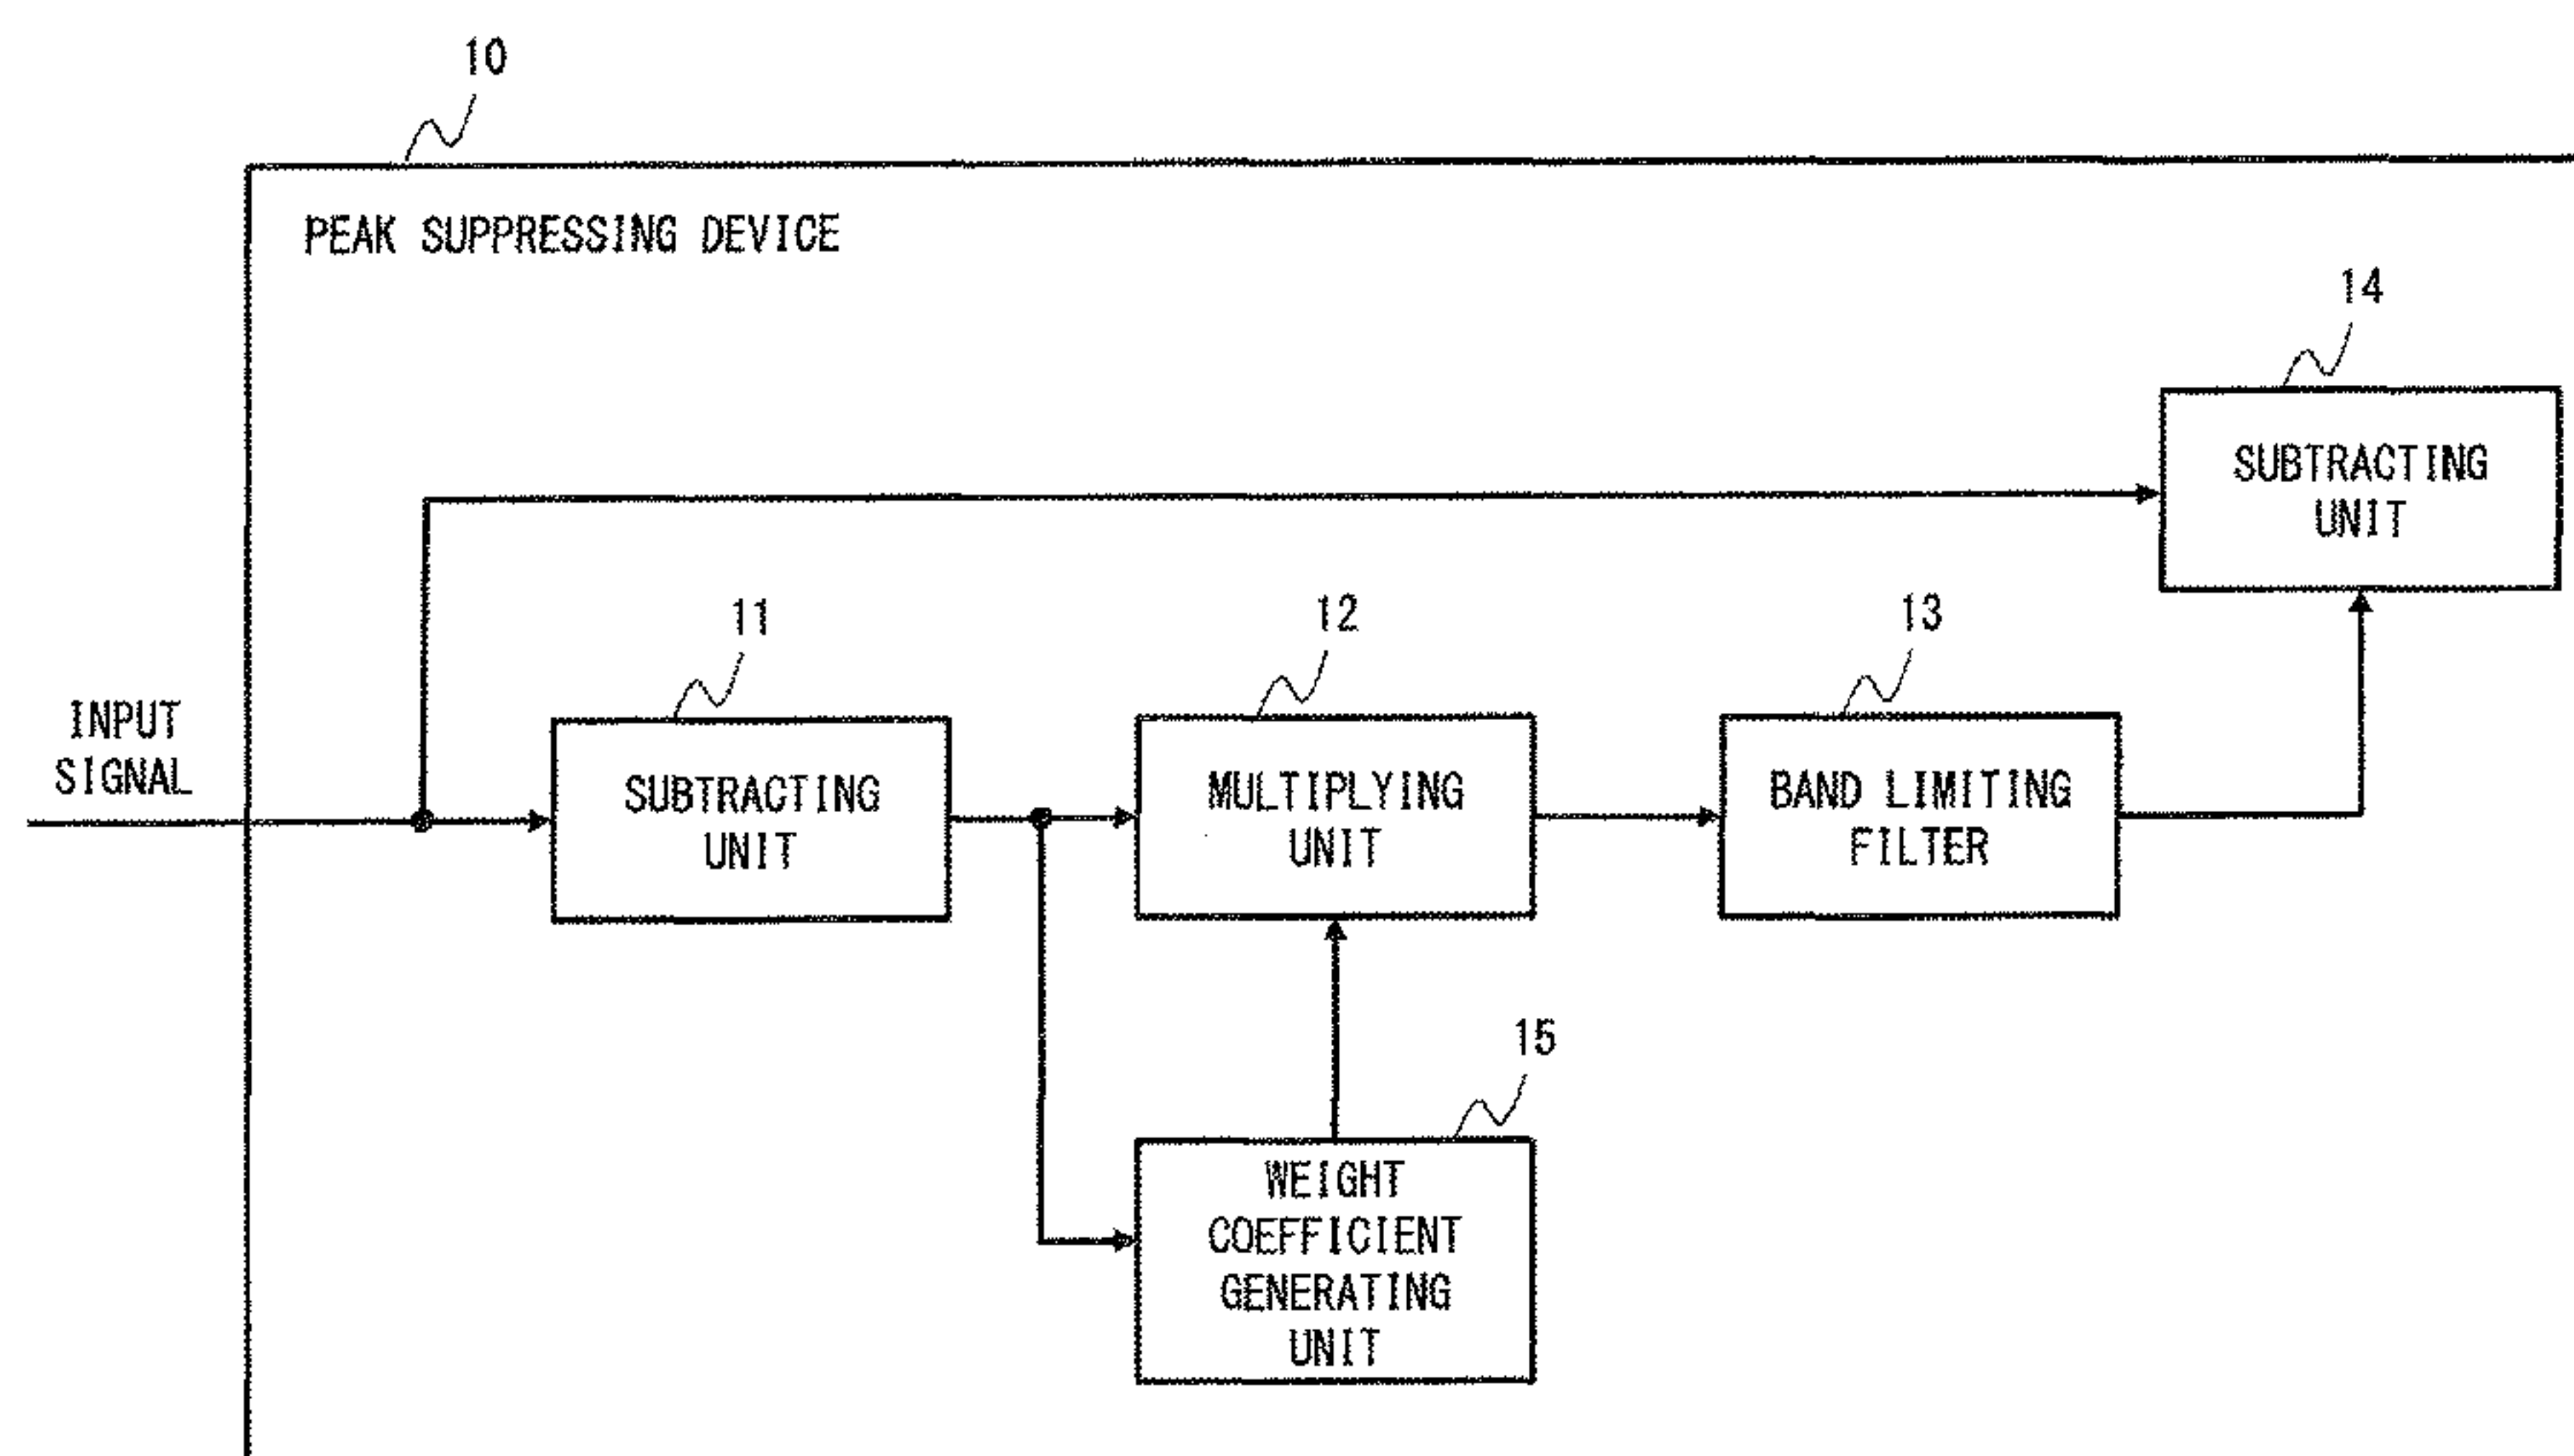 10
PEAK SUPPRESSING DEVICE
14
SUBTRACTING
UNIT
11
12
13
INPUT
SIGNAL
SUBTRACTING
UNIT
MULTIPLYING
UNIT
BAND LIMITING
FILTER
15
WEIGHT
COEFFICIENT
GENERATING
UNIT